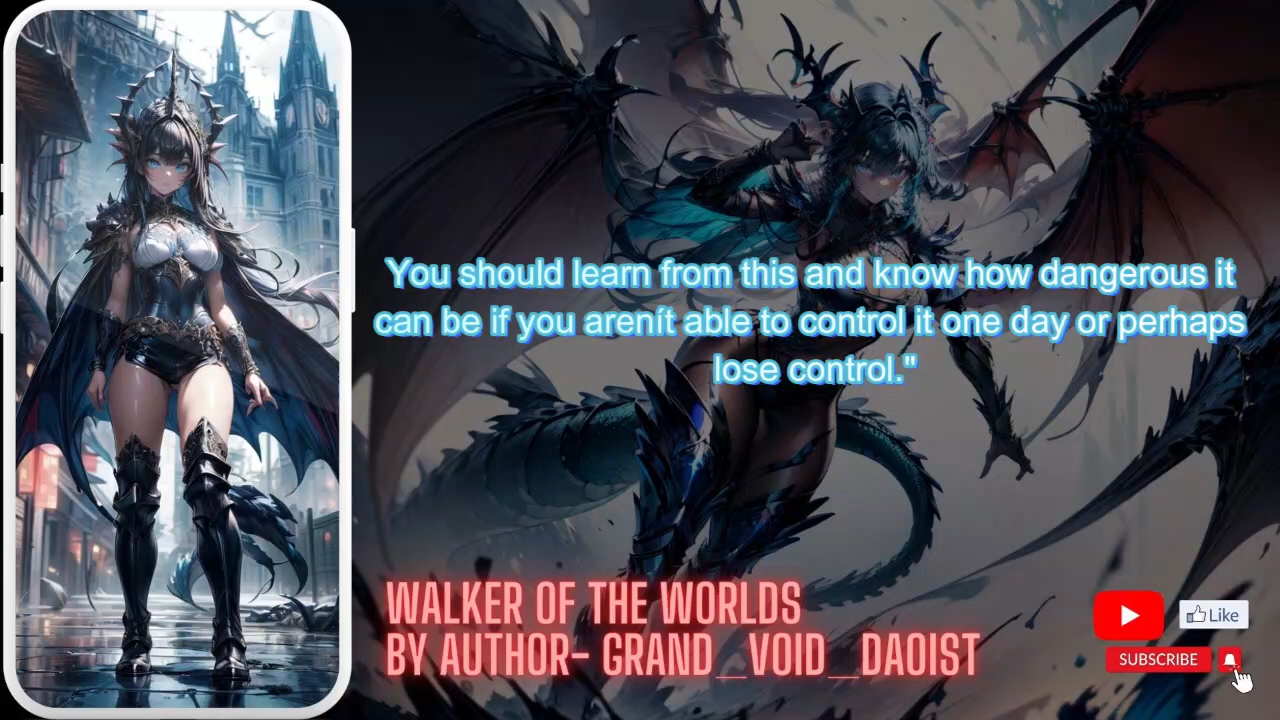 You should learn from this and know how dangerous it
can be if you arenít able to control it one day or perhaps
lose control."
WALKER OF THE WORLDS
BY AUTHOR- GRAND_VOID_DAOIST
Like
SUBSCRIBE